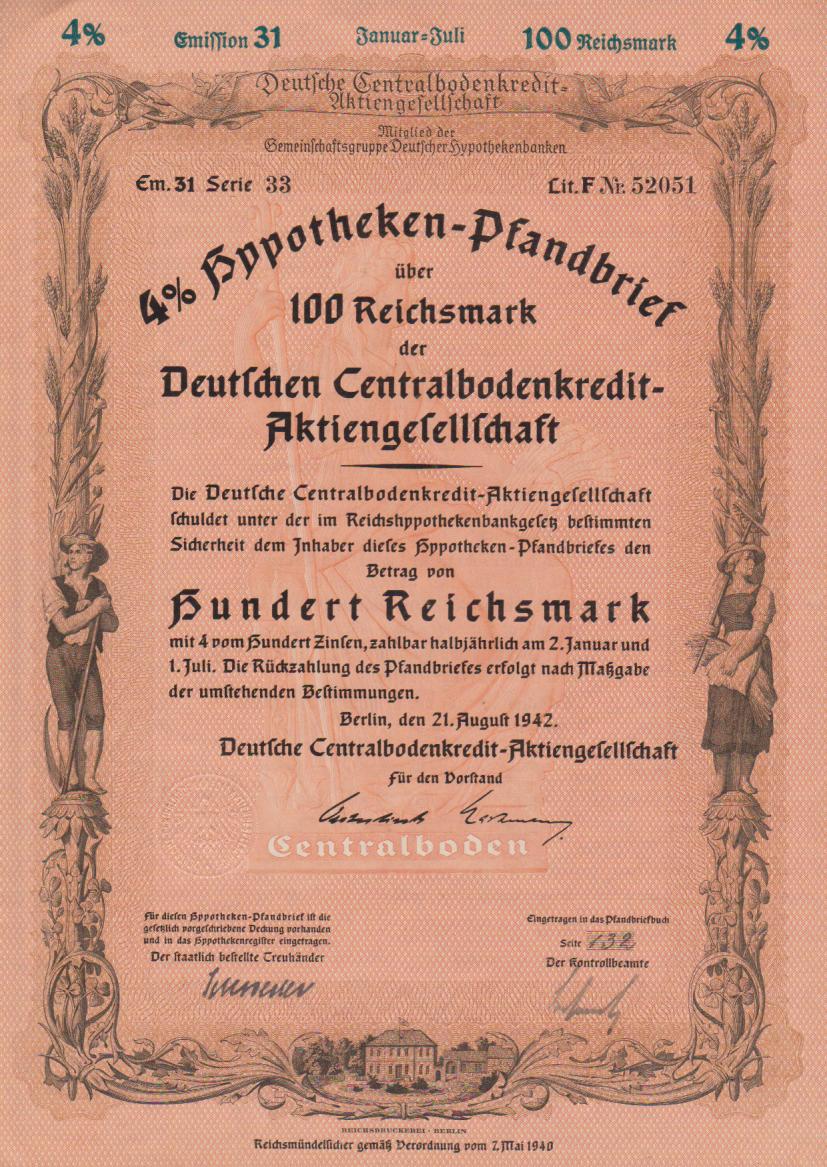 4% Emission 31 Januar-Juli 100 Reichsmark 4%
Deutsche Centralbodenkredit-
Aktiengesellschaft
Mitglied der
Gemeinschaftsgruppe Deutscher Hypothekenbanken
Em. 31 Serie 33 Lit. F Nr. 52051
4% Hypotheken-Pfandbrief
über
100 Reichsmark
der
Deutschen Centralbodenkredit-
Aktiengesellschaft
Die Deutsche Centralbodenkredit-Aktiengesellschaft
schuldet unter der im Reichshypothekenbankgesetz bestimmten
Sicherheit dem Inhaber dieses Hypotheken-Pfandbriefes den
Betrag von
Hundert Reichsmark
mit 4 vom Hundert Zinsen, zahlbar halbjährlich am 2. Januar und
1. Juli. Die Rückzahlung des Pfandbriefes erfolgt nach Maßgabe
der umstehenden Bestimmungen.
Berlin, den 21. August 1942.
Deutsche Centralbodenkredit-Aktiengesellschaft
Für den Vorstand
Centralboden
Für diesen Hypotheken-Pfandbrief ist die
gesetzlich vorgeschriebene Deckung vorhanden
und in das Hypothekenregister eingetragen.
Der staatlich bestellte Treuhänder
Eingetragen in das Pfandbriefbuch
Seite 132
Der Kontrollbeamte
REICHSDRUCKEREI · BERLIN
Reichsmündelsicher gemäß Verordnung vom 7. Mai 1940